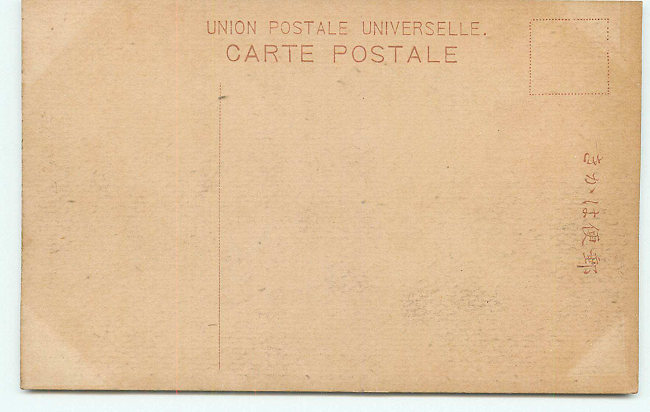 UNION POSTALE UNIVERSELLE.
CARTE POSTALE
郵便はかき